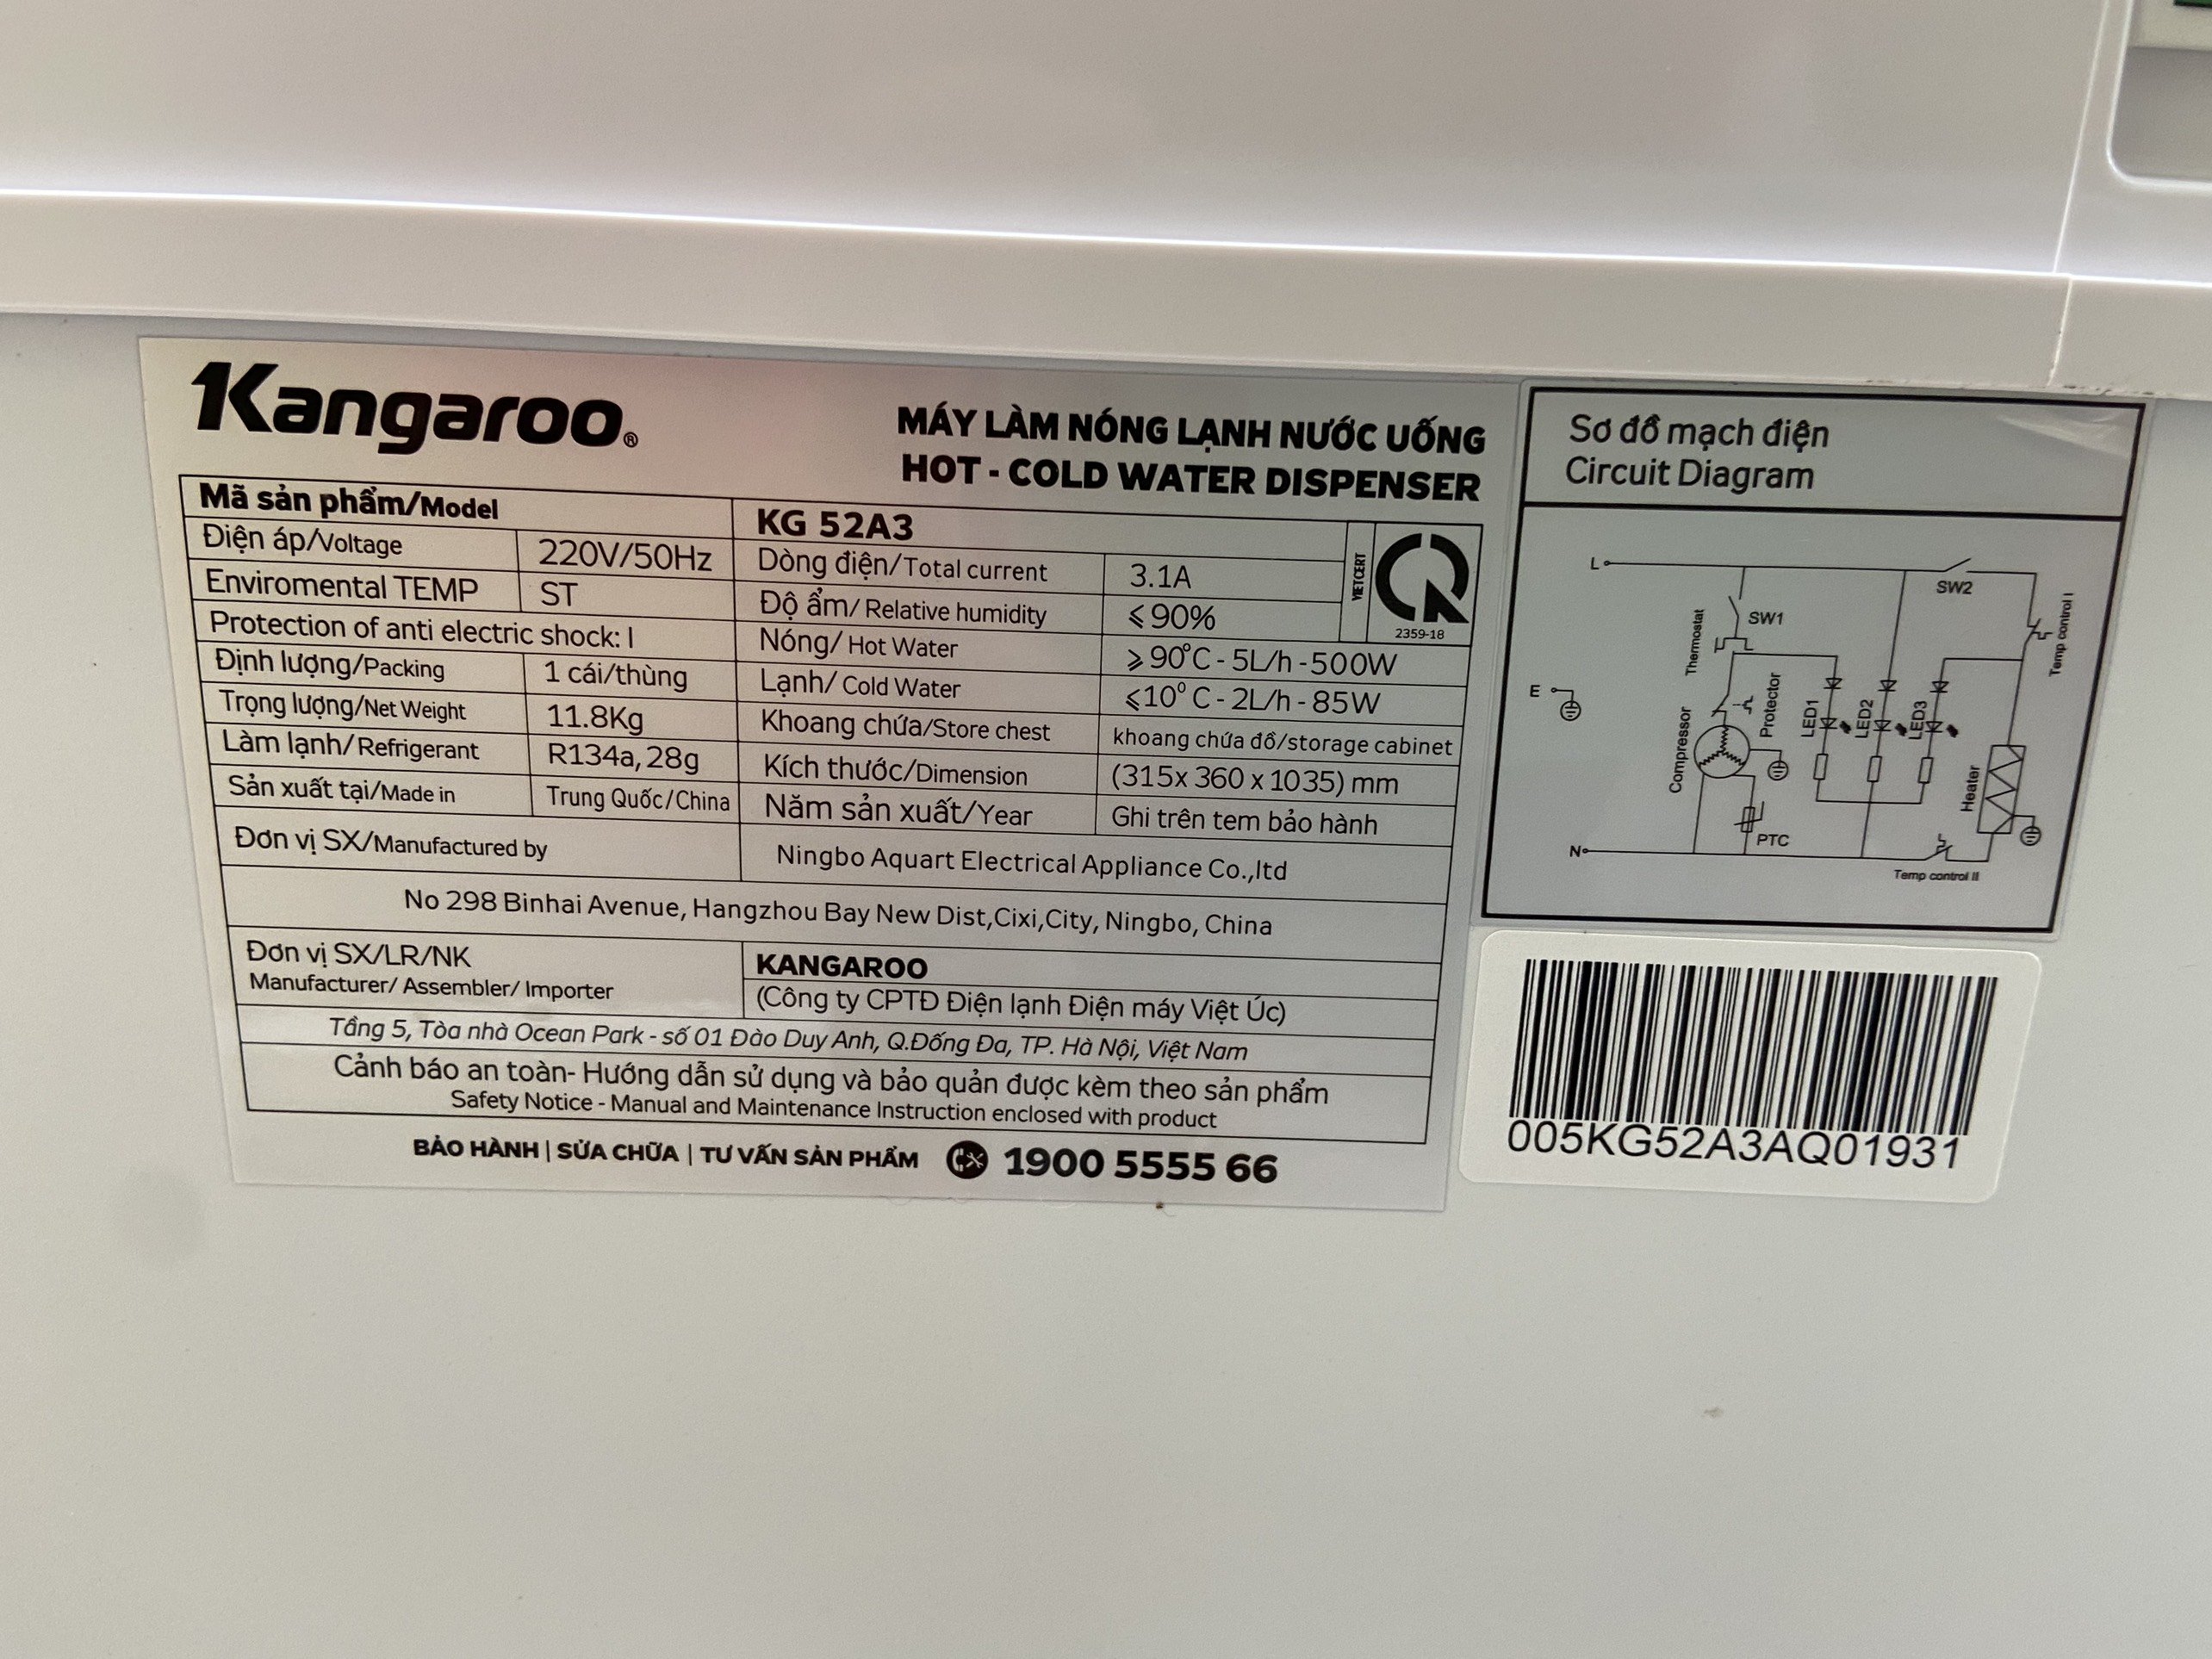 Kangaroo®
MÁY LÀM NÓNG LẠNH NƯỚC UỐNG
HOT - COLD WATER DISPENSER
Mã sản phẩm/Model KG 52A3
Điện áp/Voltage 220V/50Hz Dòng điện/Total current 3.1A
Enviromental TEMP ST Độ ẩm/ Relative humidity ⩽90%
VIETCERT
2359-18
Protection of anti electric shock: I Nóng/ Hot Water ⩾90°C - 5L/h -500W
Định lượng/Packing 1 cái/thùng Lạnh/ Cold Water ⩽10° C - 2L/h - 85W
Trọng lượng/Net Weight 11.8Kg Khoang chứa/Store chest khoang chứa đồ/storage cabinet
Làm lạnh/Refrigerant R134a, 28g Kích thước/Dimension (315x 360 x 1035) mm
Sản xuất tại/Made in Trung Quốc/China Năm sản xuất/Year Ghi trên tem bảo hành
Đơn vị SX/Manufactured by Ningbo Aquart Electrical Appliance Co.,ltd
No 298 Binhai Avenue, Hangzhou Bay New Dist,Cixi,City, Ningbo, China
Đơn vị SX/LR/NK
Manufacturer/ Assembler/ Importer
KANGAROO
(Công ty CPTĐ Điện lạnh Điện máy Việt Úc)
Tầng 5, Tòa nhà Ocean Park - số 01 Đào Duy Anh, Q.Đống Đa, TP. Hà Nội, Việt Nam
Cảnh báo an toàn- Hướng dẫn sử dụng và bảo quản được kèm theo sản phẩm
Safety Notice - Manual and Maintenance Instruction enclosed with product
BẢO HÀNH | SỬA CHỮA | TƯ VẤN SẢN PHẨM 1900 5555 66
Sơ đồ mạch điện
Circuit Diagram
L
SW2
SW1
Thermostat
Temp control I
E
Protector
Compressor
LED1
LED2
LED3
Heater
PTC
N
Temp control II
005KG52A3AQ01931